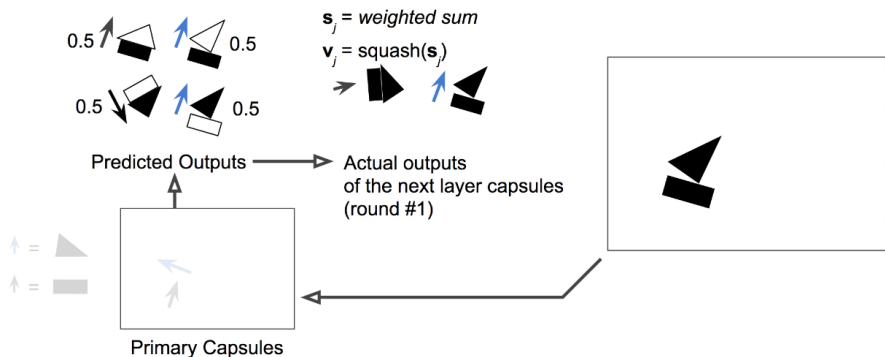 s_j = weighted sum
v_j = squash(s_j)
0.5
0.5
0.5
0.5
Predicted Outputs
Actual outputs
of the next layer capsules
(round #1)
=
=
Primary Capsules